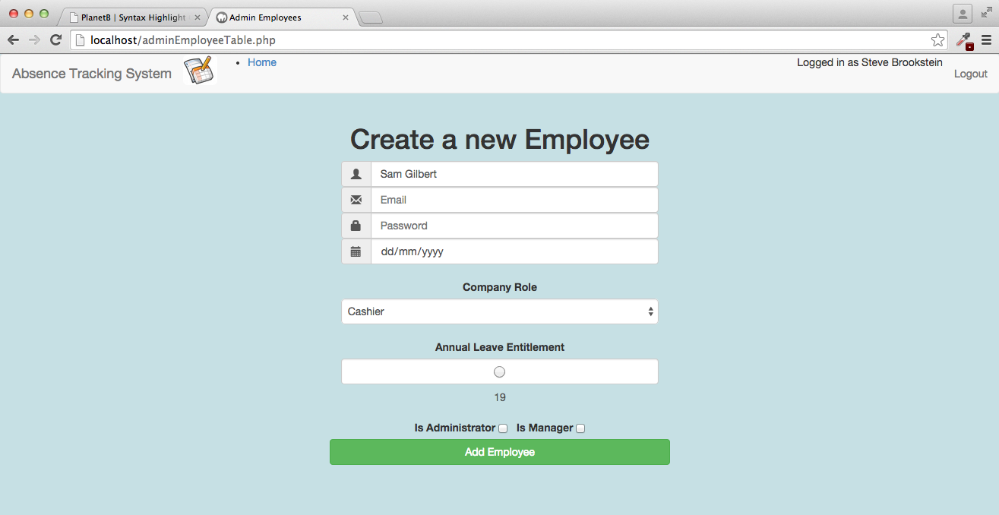 PlanetB | Syntax Highlight
Admin Employees
localhost/adminEmployeeTable.php
Absence Tracking System
Home
Logged in as Steve Brookstein
Logout
Create a new Employee
Sam Gilbert
Email
Password
dd/mm/yyyy
Company Role
Cashier
Annual Leave Entitlement
19
Is Administrator Is Manager
Add Employee